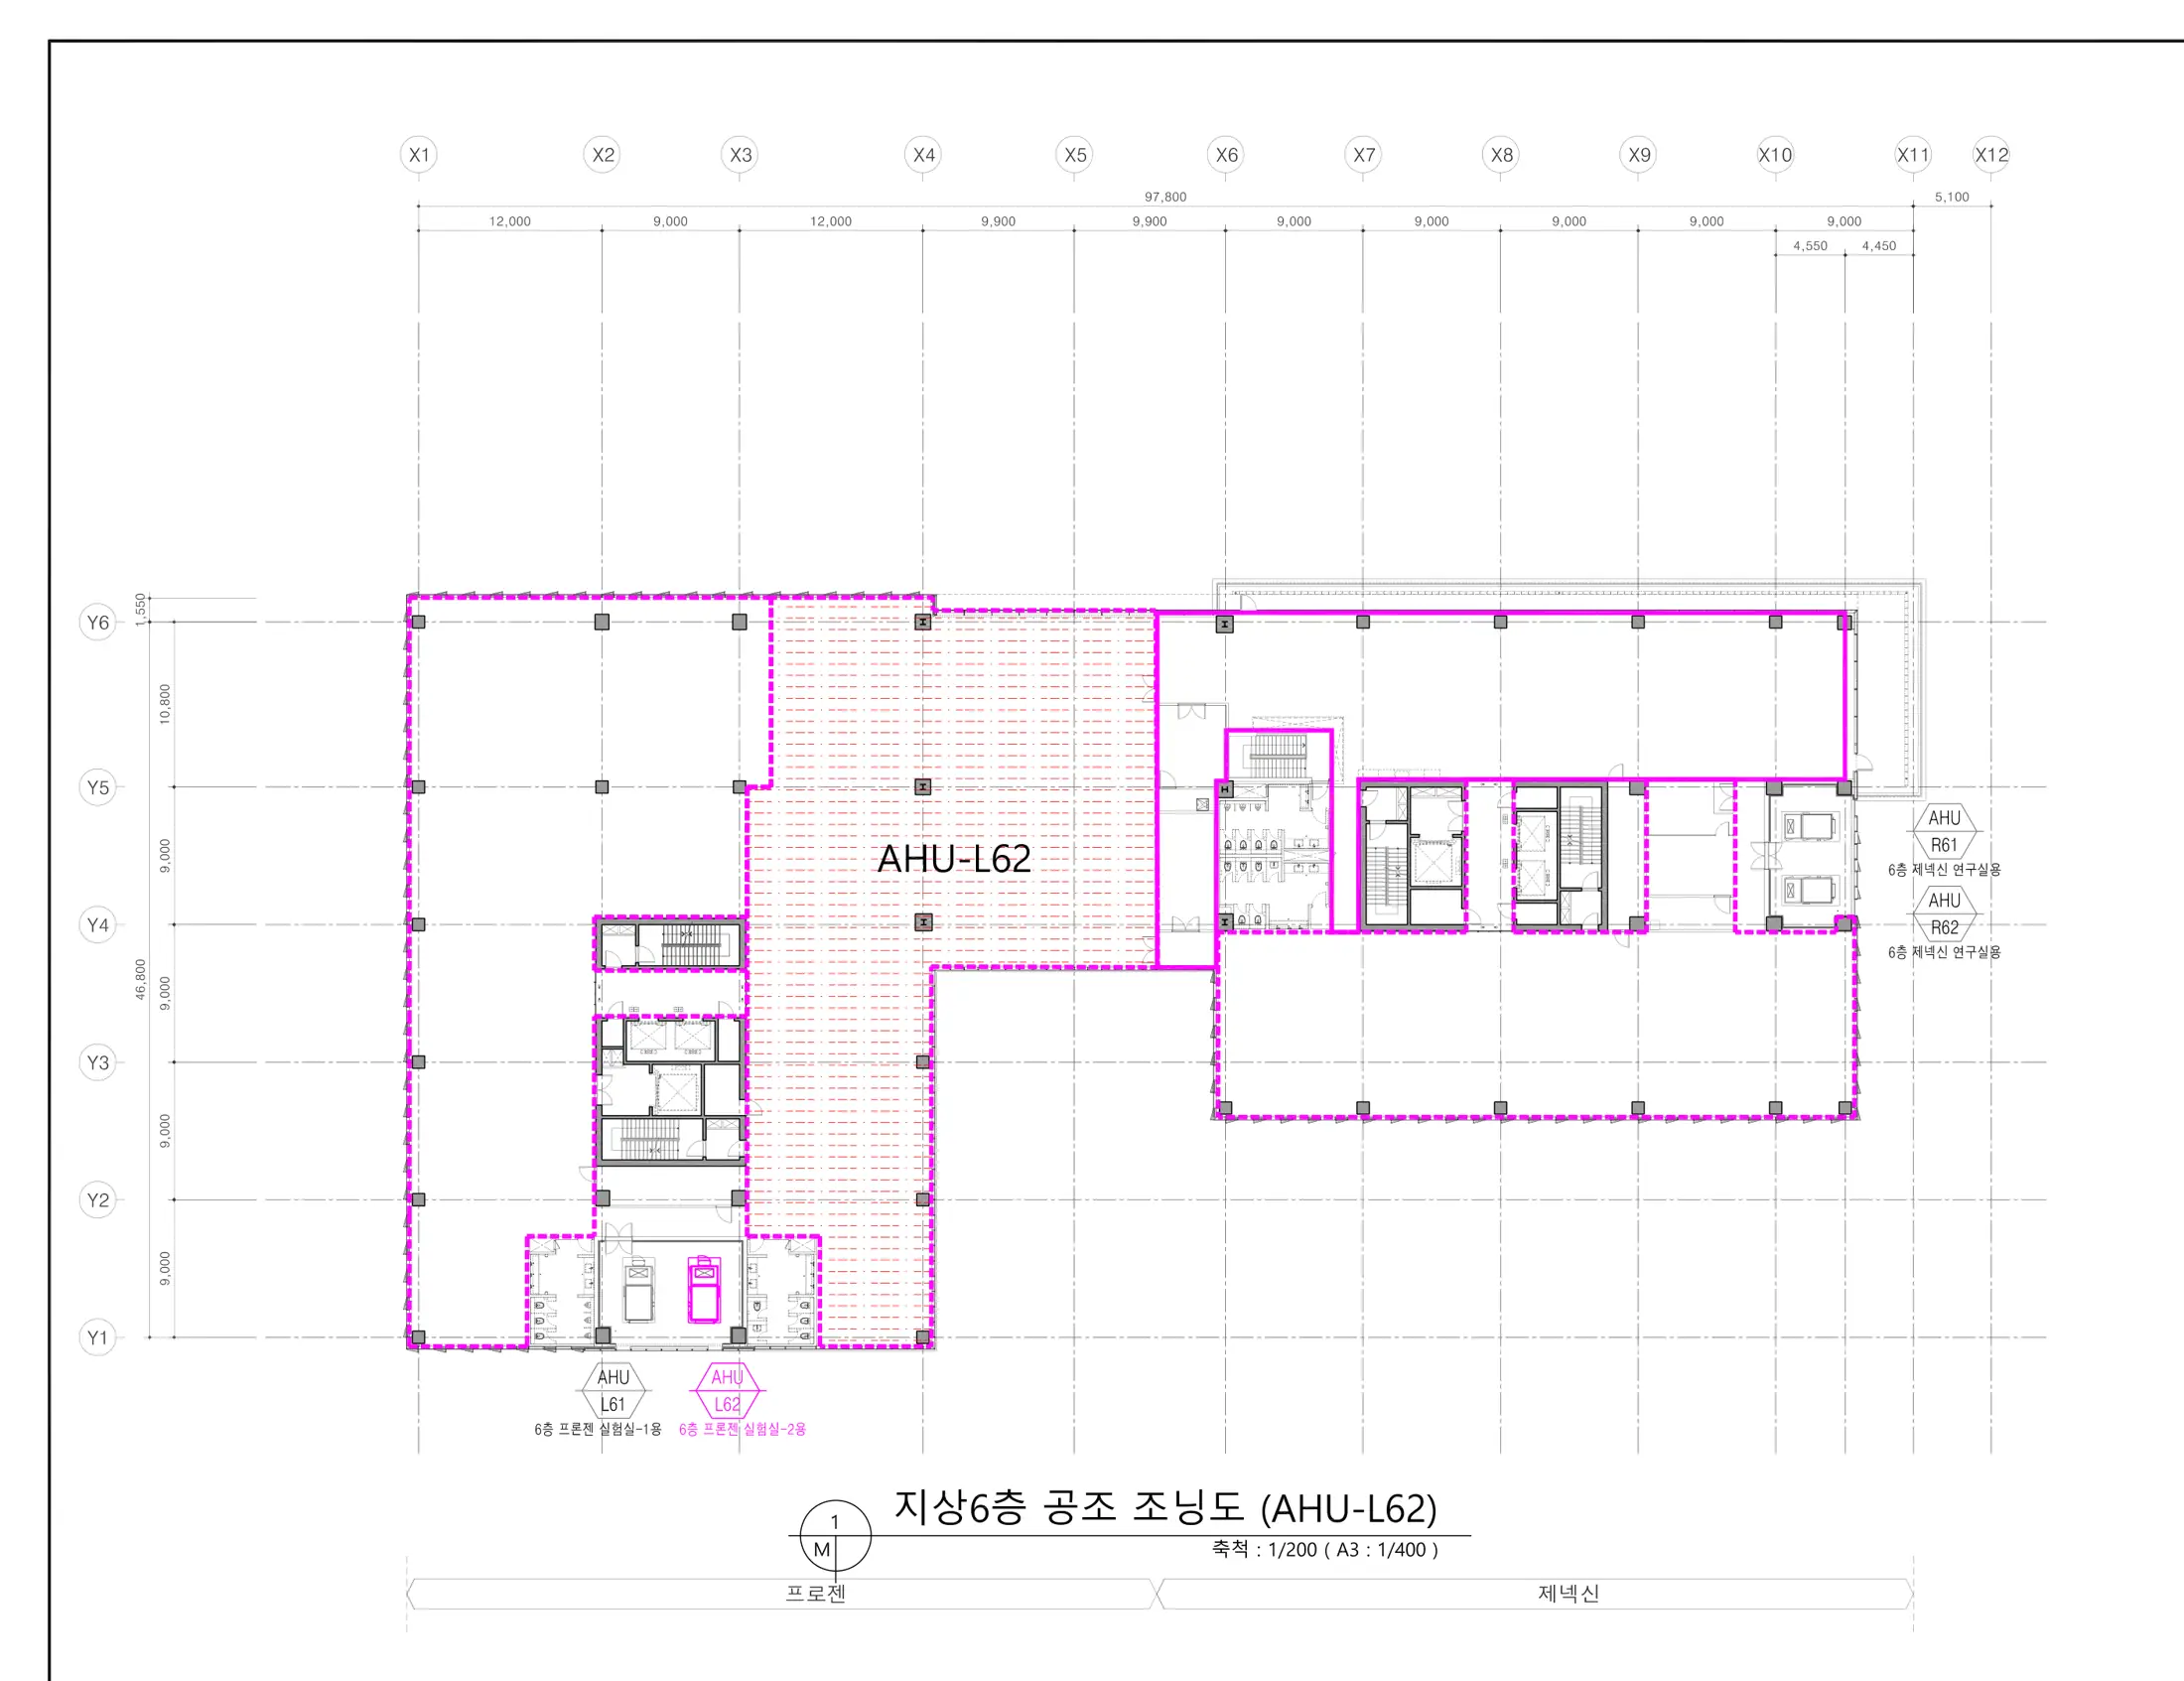 X1 X2 X3 X4 X5 X6 X7 X8 X9 X10 X11 X12
97,800 5,100
12,000 9,000 12,000 9,900 9,900 9,000 9,000 9,000 9,000 9,000
4,550 4,450
1,550
Y6
10,800
Y5
9,000
AHU-L62
AHU
R61
6층 제넥신 연구실용
AHU
R62
6층 제넥신 연구실용
Y4
46,800
9,000
Y3
9,000
Y2
9,000
Y1
AHU
L61
6층 프론젠 실험실-1용
AHU
L62
6층 프론젠 실험실-2용
1
M
지상6층 공조 조닝도 (AHU-L62)
축척 : 1/200 ( A3 : 1/400 )
프로젠 제넥신